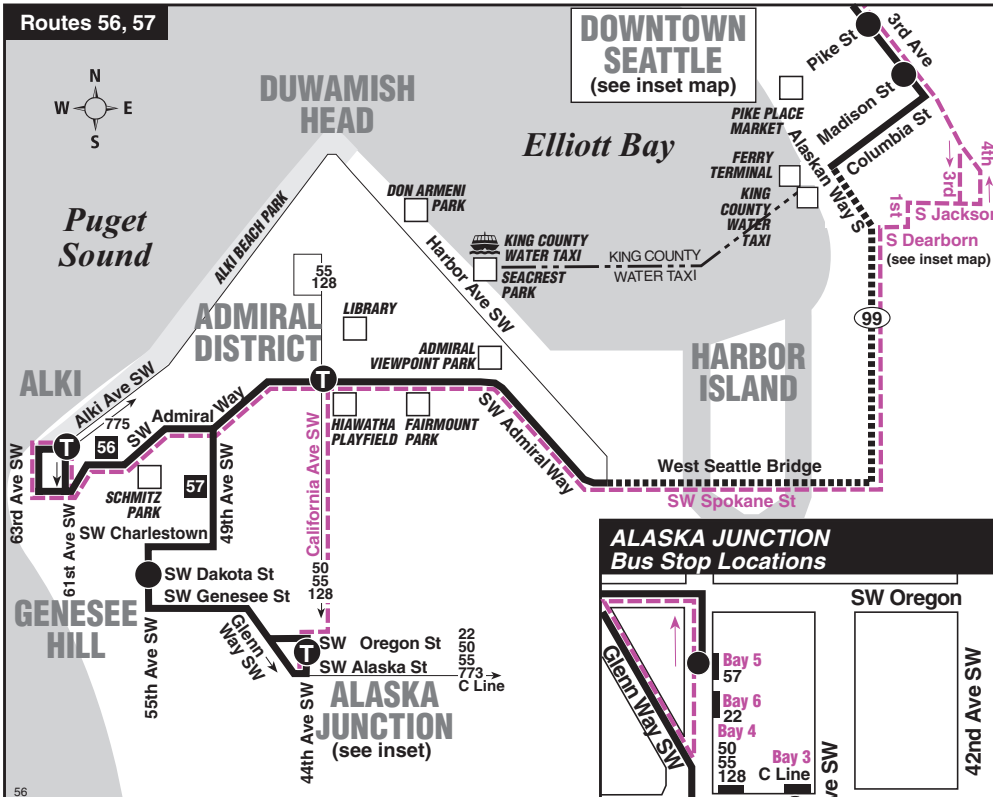 Routes 56, 57
N
W E
S
DOWNTOWN
SEATTLE
(see inset map)
Pike St
3rd Ave
DUWAMISH
HEAD
PIKE PLACE
MARKET
Madison St
Columbia St
Elliott Bay
Alaskan Way S
FERRY
TERMINAL
KING
COUNTY
WATER
TAXI
4th
3rd
1st
S Jackson
S Dearborn
(see inset map)
Puget
Sound
ALKI BEACH PARK
DON ARMENI
PARK
Harbor Ave SW
KING COUNTY
WATER TAXI
SEACREST
PARK
KING COUNTY
WATER TAXI
55
128
ADMIRAL
DISTRICT
LIBRARY
ADMIRAL
VIEWPOINT PARK
99
HARBOR
ISLAND
ALKI
Alki Ave SW
775
T
T
56
SW Admiral Way
HIAWATHA
PLAYFIELD
FAIRMOUNT
PARK
SW Admiral Way
West Seattle Bridge
SW Spokane St
63rd Ave SW
61st Ave SW
SCHMITZ
PARK
57
49th Ave SW
California Ave SW
SW Charlestown
50
55
128
SW Dakota St
SW Genesee St
GENESEE
HILL
55th Ave SW
Glenn
Way SW
T
SW Oregon St
SW Alaska St
22
50
55
773
C Line
44th Ave SW
ALASKA
JUNCTION
(see inset)
ALASKA JUNCTION
Bus Stop Locations
SW Oregon
Glenn Way SW
Bay 5
57
Bay 6
22
Bay 4
50
55
128
Bay 3
C Line
ve SW
42nd Ave SW
56